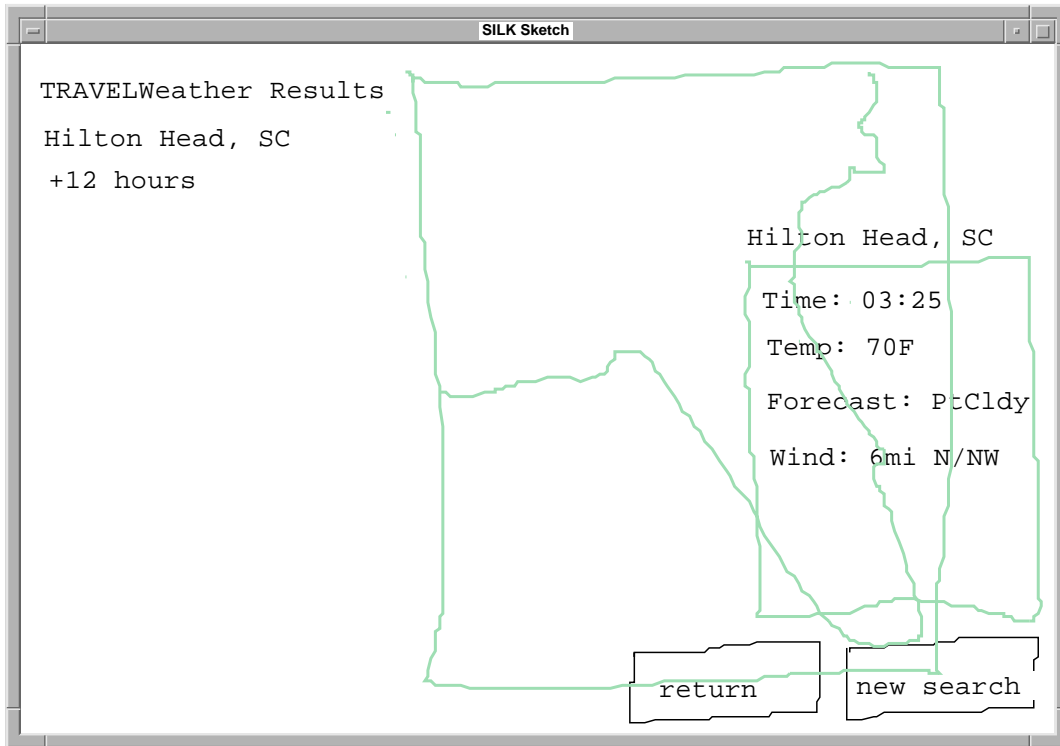 SILK Sketch
TRAVELWeather Results
Hilton Head, SC
+12 hours
Hilton Head, SC
Time: 03:25
Temp: 70F
Forecast: PtCldy
Wind: 6mi N/NW
return
new search